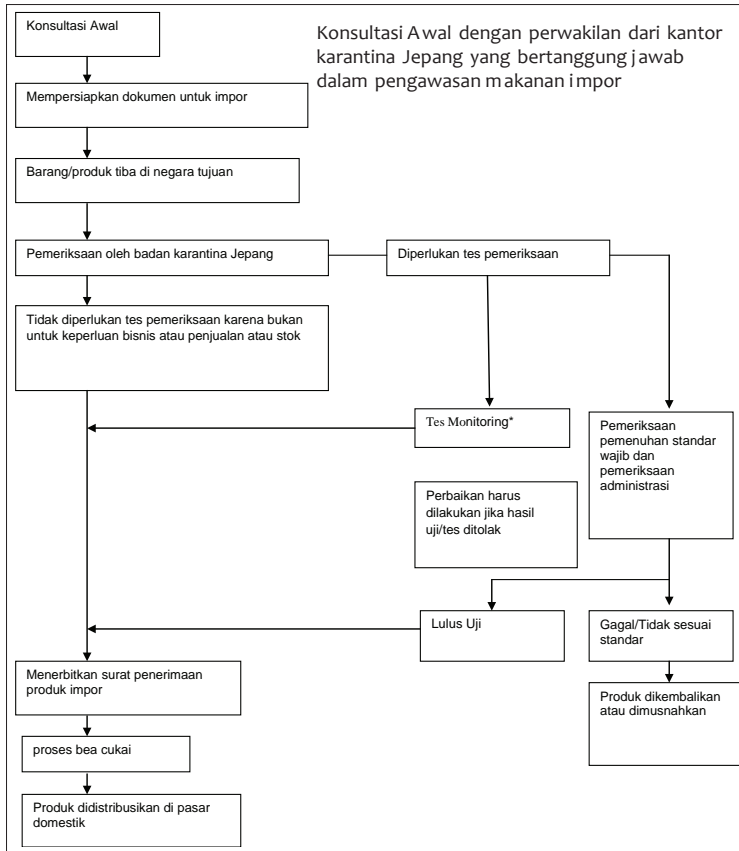 Konsultasi Awal
Konsultasi Awal dengan perwakilan dari kantor
karantina Jepang yang bertanggung jawab
dalam pengawasan makanan impor
Mempersiapkan dokumen untuk impor
Barang/produk tiba di negara tujuan
Pemeriksaan oleh badan karantina Jepang
Diperlukan tes pemeriksaan
Tidak diperlukan tes pemeriksaan karena bukan
untuk keperluan bisnis atau penjualan atau stok
Tes Monitoring*
Pemeriksaan
pemenuhan standar
wajib dan
pemeriksaan
administrasi
Perbaikan harus
dilakukan jika hasil
uji/tes ditolak
Lulus Uji
Gagal/Tidak sesuai
standar
Menerbitkan surat penerimaan
produk impor
Produk dikembalikan
atau dimusnahkan
proses bea cukai
Produk didistribusikan di pasar
domestik